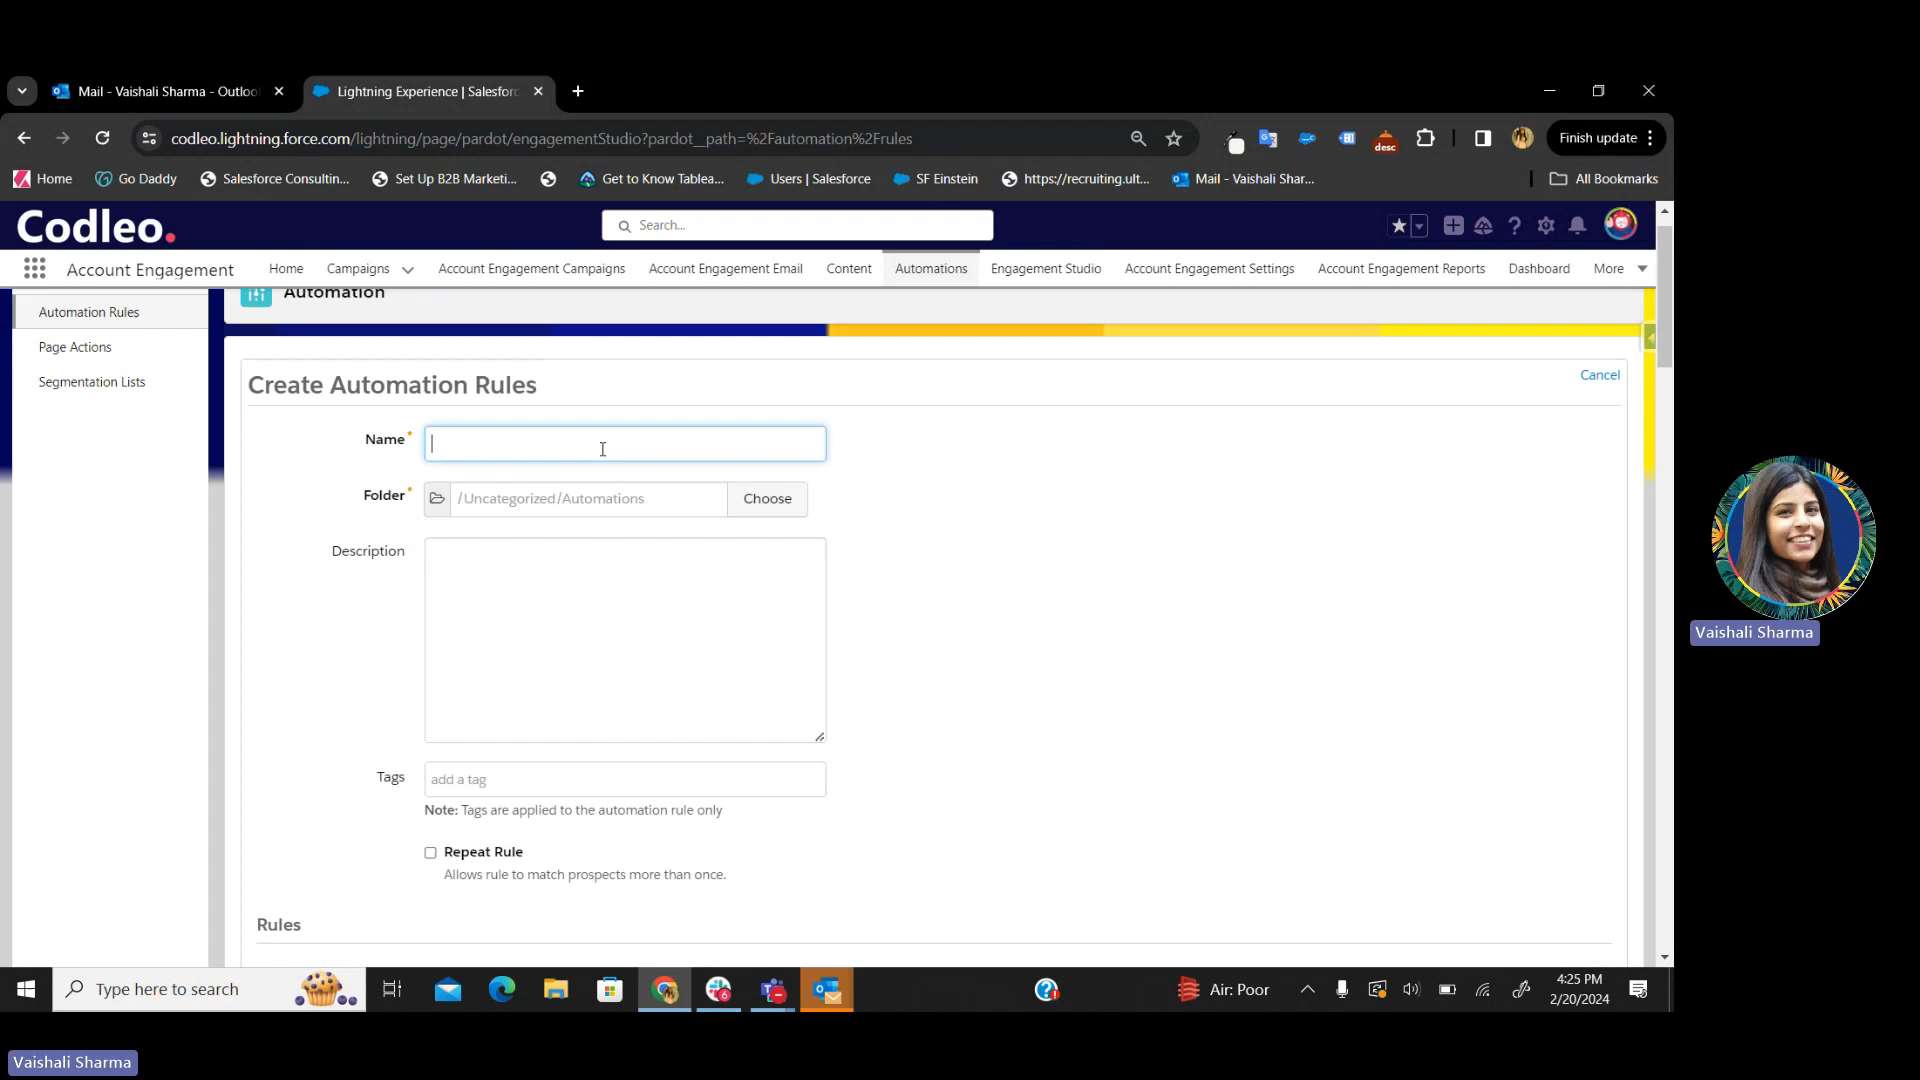 Mail - Vaishali Sharma - Outloo
Lightning Experience | Salesforc
codleo.lightning.force.com/lightning/page/pardot/engagementStudio?pardot__path=%2Fautomation%2Frules
desc
Finish update
Home
Go Daddy
Salesforce Consultin...
Set Up B2B Marketi...
Get to Know Tablea...
Users | Salesforce
SF Einstein
https://recruiting.ult...
Mail - Vaishali Shar...
All Bookmarks
Codleo.
Search...
Account Engagement
Home
Campaigns
Account Engagement Campaigns
Account Engagement Email
Content
Automations
Engagement Studio
Account Engagement Settings
Account Engagement Reports
Dashboard
More
Automation Rules
Page Actions
Segmentation Lists
Automation
Create Automation Rules
Cancel
Name*
Folder*
/Uncategorized/Automations
Choose
Description
Tags
add a tag
Note: Tags are applied to the automation rule only
Repeat Rule
Allows rule to match prospects more than once.
Rules
Vaishali Sharma
Type here to search
6
Air: Poor
4:25 PM
2/20/2024
Vaishali Sharma